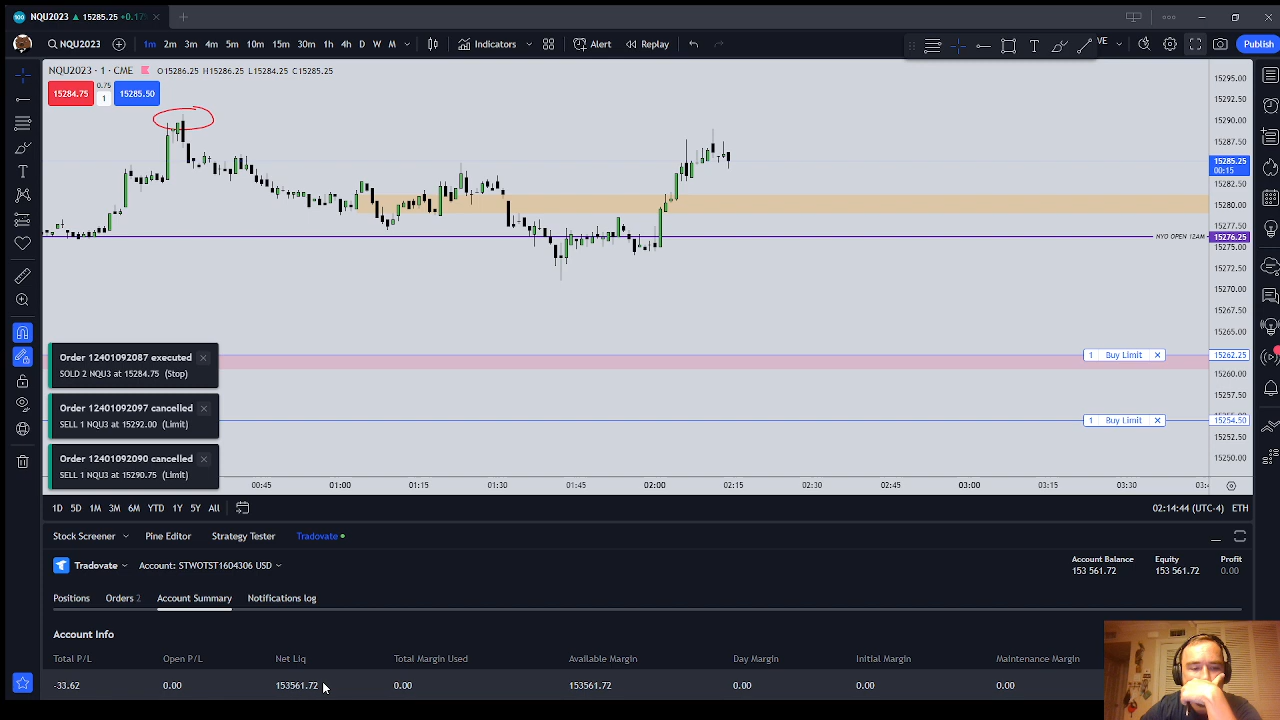 NQU2023 ▲ 15285.25 +0.17%
NQU2023 1m 2m 3m 4m 5m 10m 15m 30m 1h 4h D W M Indicators Alert Replay VE Publish
NQU2023 · 1 · CME O15286.25 H15286.25 L15284.25 C15285.25
15284.75 0.75 1 15285.50
15295.00
15292.50
15290.00
15287.50
15285.25
00:15
15282.50
15280.00
15277.50
NYO OPEN 12AM 15276.25
15275.00
15272.50
15270.00
15267.50
15265.00
1 Buy Limit 15262.25
15260.00
15257.50
1 Buy Limit 15254.50
15252.50
15250.00
Order 12401092087 executed
SOLD 2 NQU3 at 15284.75 (Stop)
Order 12401092097 cancelled
SELL 1 NQU3 at 15292.00 (Limit)
Order 12401092090 cancelled
SELL 1 NQU3 at 15290.75 (Limit)
00:45 01:00 01:15 01:30 01:45 02:00 02:15 02:30 02:45 03:00 03:15 03:30
1D 5D 1M 3M 6M YTD 1Y 5Y All 02:14:44 (UTC-4) ETH
Stock Screener Pine Editor Strategy Tester Tradovate
Tradovate Account: STWOTST1604306 USD
Account Balance Equity Profit
153 561.72 153 561.72 0.00
Positions Orders 2 Account Summary Notifications log
Account Info
Total P/L Open P/L Net Liq Total Margin Used Available Margin Day Margin Initial Margin Maintenance Margin
-33.62 0.00 153561.72 0.00 153561.72 0.00 0.00 0.00